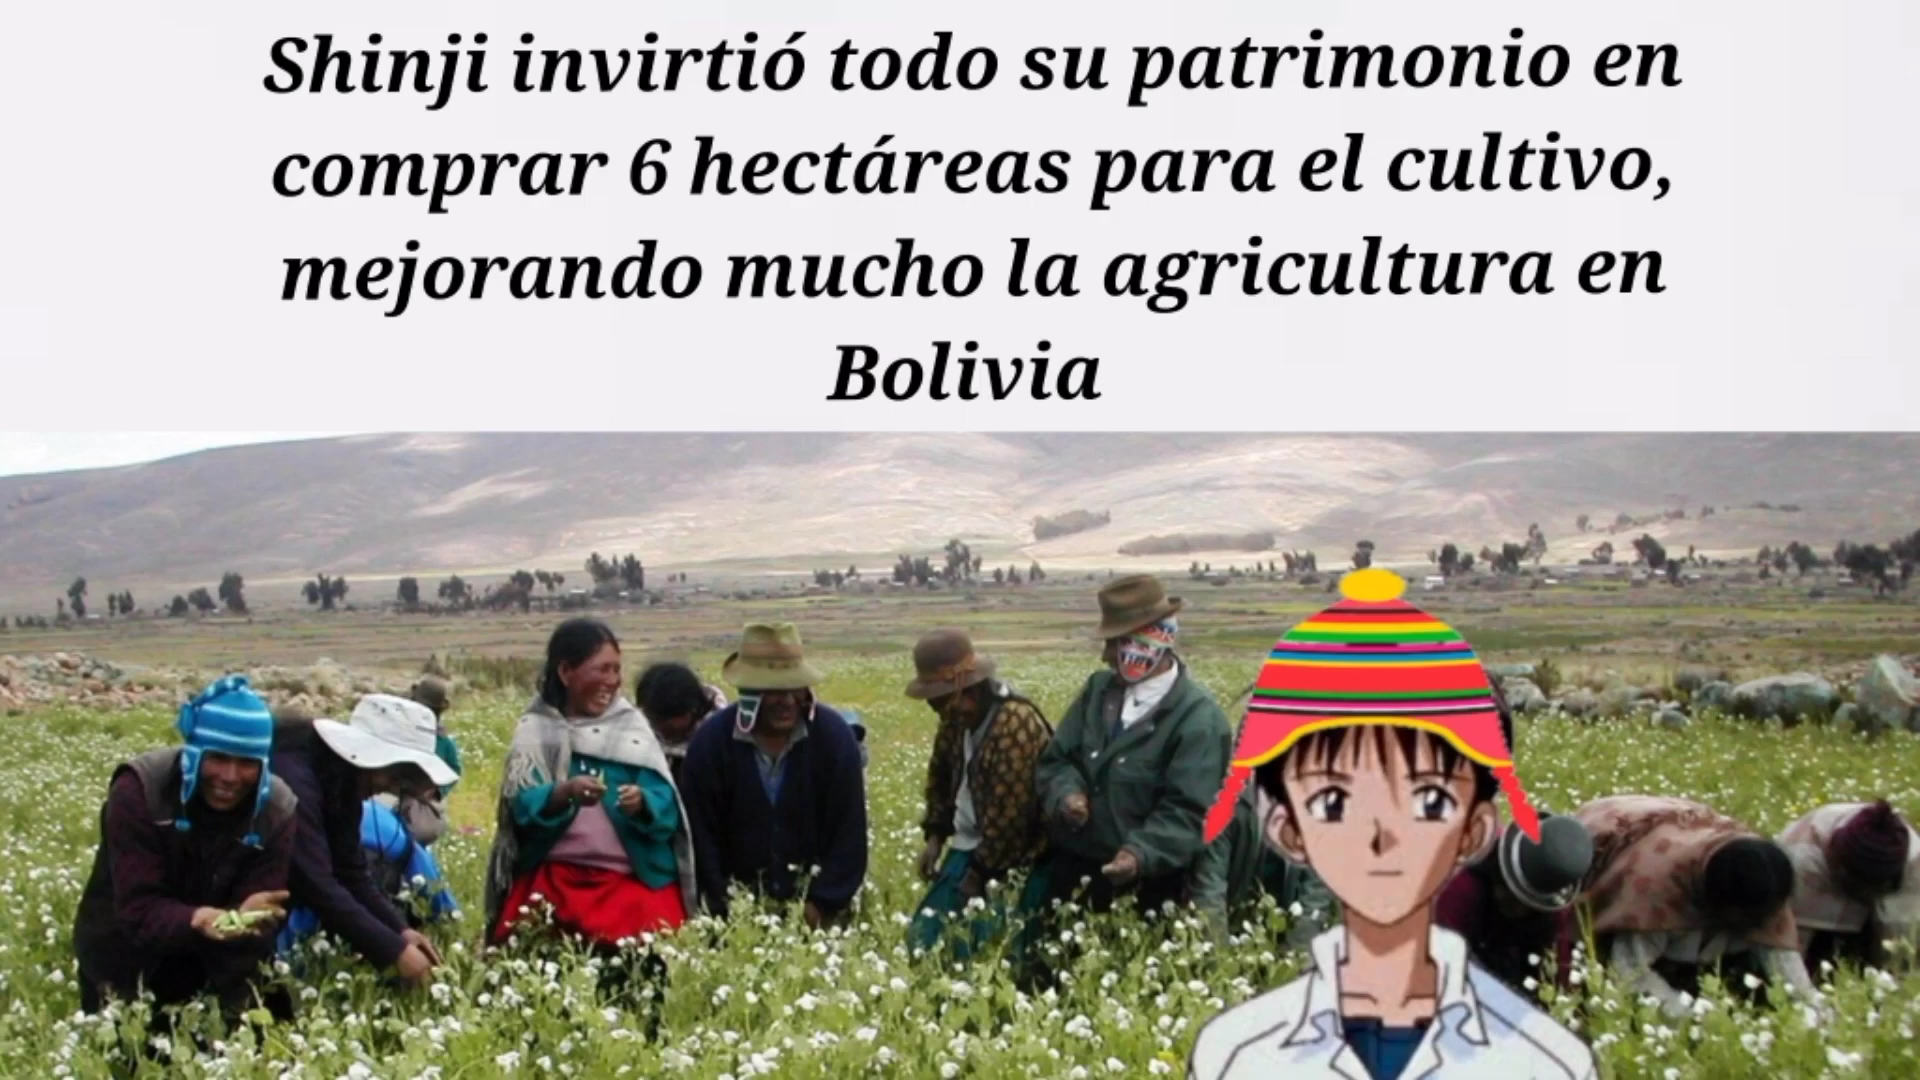 Shinji invirtió todo su patrimonio en
comprar 6 hectáreas para el cultivo,
mejorando mucho la agricultura en
Bolivia